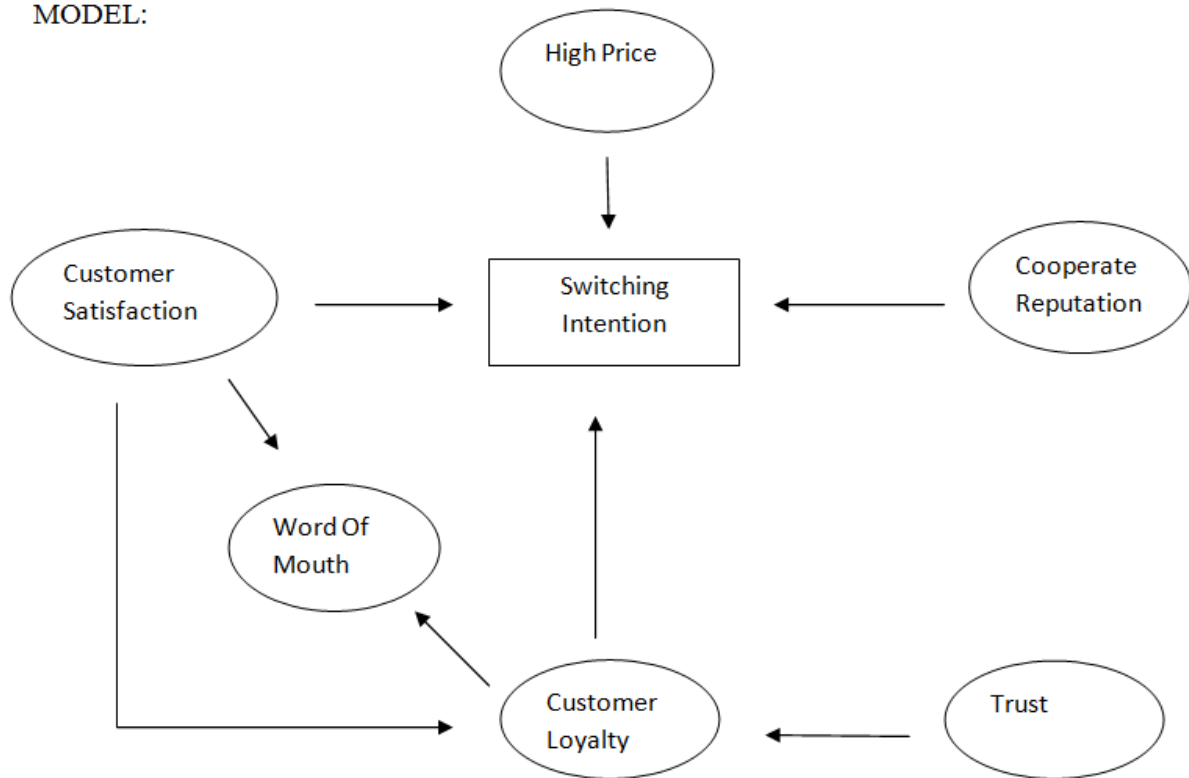 MODEL:
High Price
Customer
Satisfaction
Switching
Intention
Cooperate
Reputation
Word Of
Mouth
Customer
Loyalty
Trust